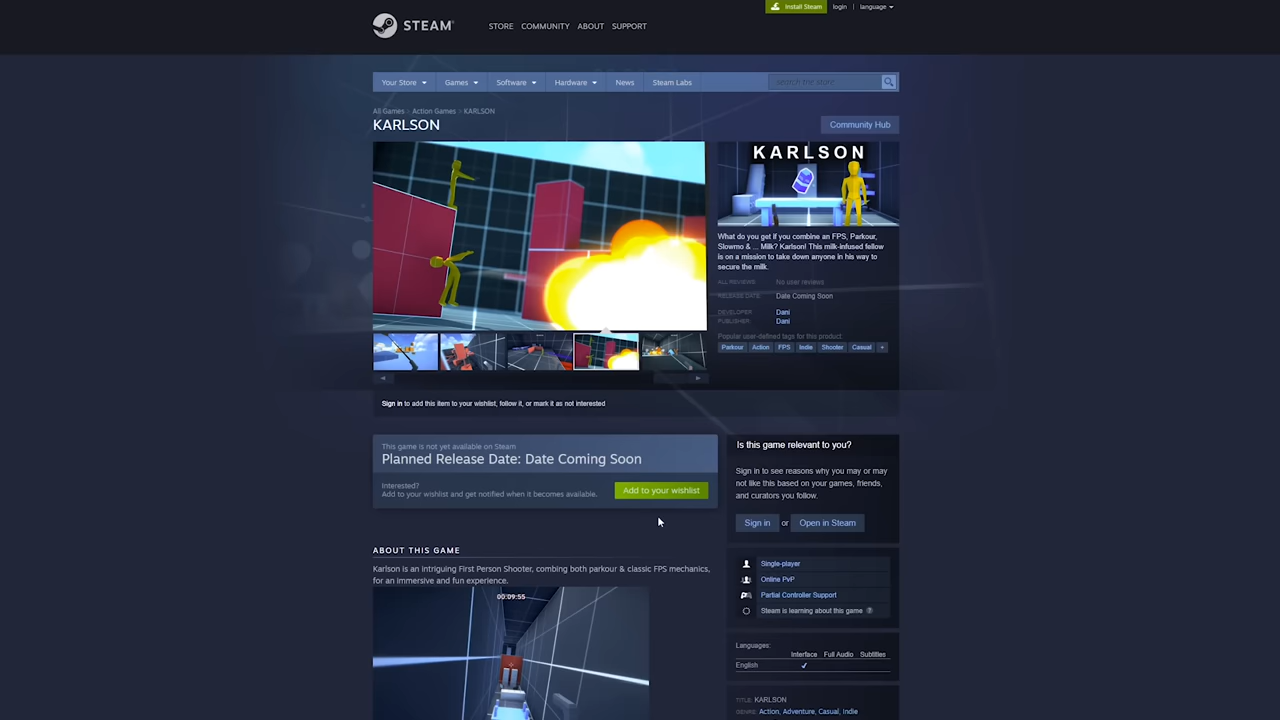 Install Steam
login
language
STEAM
STORE
COMMUNITY
ABOUT
SUPPORT
Your Store
Games
Software
Hardware
News
Steam Labs
search the store
All Games > Action Games > KARLSON
KARLSON
Community Hub
KARLSON
What do you get if you combine an FPS, Parkour,
Slowmo & ... Milk? Karlson! This milk-infused fellow
is on a mission to take down anyone in his way to
secure the milk.
ALL REVIEWS: No user reviews
RELEASE DATE: Date Coming Soon
DEVELOPER: Dani
PUBLISHER: Dani
Popular user-defined tags for this product:
Parkour Action FPS Indie Shooter Casual +
Sign in to add this item to your wishlist, follow it, or mark it as not interested
This game is not yet available on Steam
Planned Release Date: Date Coming Soon
Interested?
Add to your wishlist and get notified when it becomes available.
Add to your wishlist
Is this game relevant to you?
Sign in to see reasons why you may or may
not like this based on your games, friends,
and curators you follow.
Sign in or Open in Steam
ABOUT THIS GAME
Karlson is an intriguing First Person Shooter, combing both parkour & classic FPS mechanics,
for an immersive and fun experience.
00:09:55
Single-player
Online PvP
Partial Controller Support
Steam is learning about this game ?
Languages:
Interface Full Audio Subtitles
English ✓
TITLE: KARLSON
GENRE: Action, Adventure, Casual, Indie